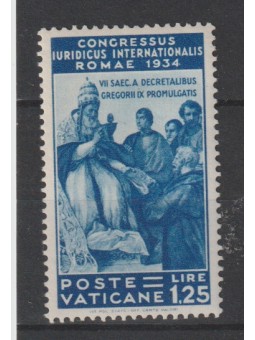 CONGRESSUS
IURIDICUS INTERNATIONALIS
ROMAE 1934
VII SAEC. A DECRETALIBUS
GREGORII IX PROMULGATIS
POSTE LIRE
VATICANE 1,25